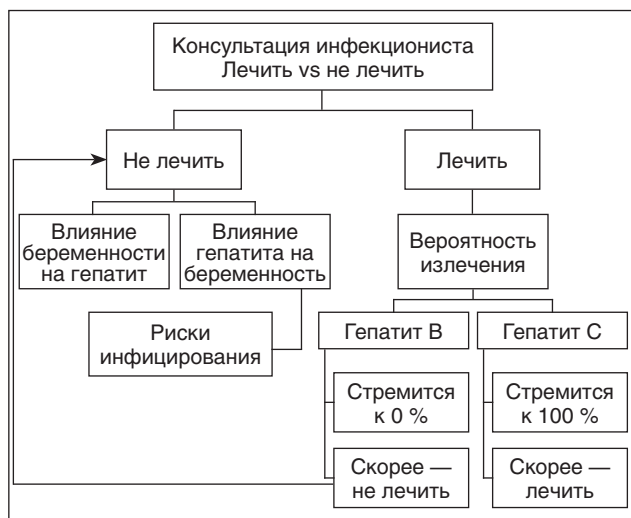 Консультация инфекциониста
Лечить vs не лечить
Не лечить
Лечить
Влияние
беременности
на гепатит
Влияние
гепатита на
беременность
Вероятность
излечения
Риски
инфицирования
Гепатит В
Гепатит С
Стремится
к 0 %
Стремится
к 100 %
Скорее —
не лечить
Скорее —
лечить